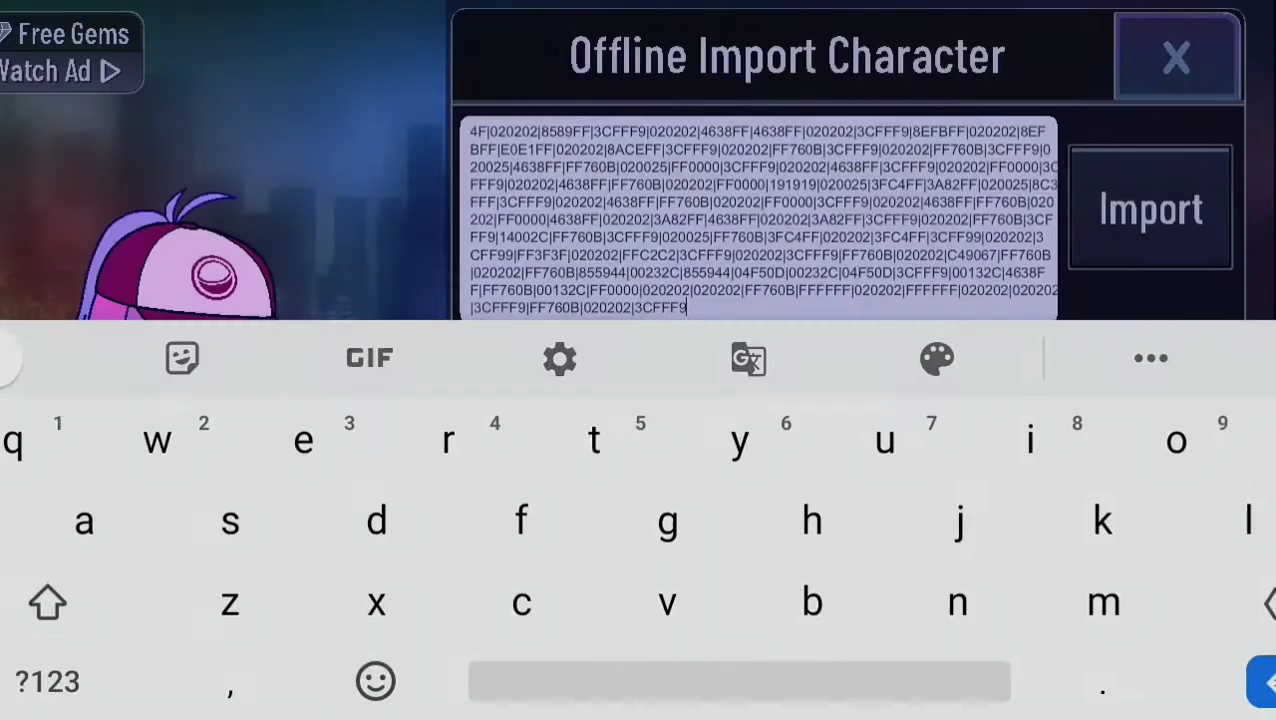 Free Gems
Watch Ad
Offline Import Character
X
4F|020202|8589FF|3CFFF9|020202|4638FF|4638FF|020202|3CFFF9|8EFBFF|020202|8EF
BFF|E0E1FF|020202|8ACEFF|3CFFF9|020202|FF760B|3CFFF9|020202|FF760B|3CFFF9|0
20025|4638FF|FF760B|020025|FF0000|3CFFF9|020202|4638FF|3CFFF9|020202|FF0000|3C
FFF9|020202|4638FF|FF760B|020202|FF0000|191919|020025|3FC4FF|3A82FF|020025|8C3
FFF|3CFFF9|020202|4638FF|FF760B|020202|FF0000|3CFFF9|020202|4638FF|FF760B|020
202|FF0000|4638FF|020202|3A82FF|4638FF|020202|3A82FF|3CFFF9|020202|FF760B|3CF
FF9|14002C|FF760B|3CFFF9|020025|FF760B|3FC4FF|020202|3FC4FF|3CFF99|020202|3
CFF99|FF3F3F|020202|FFC2C2|3CFFF9|020202|3CFFF9|FF760B|020202|C49067|FF760B
|020202|FF760B|855944|00232C|855944|04F50D|00232C|04F50D|3CFFF9|00132C|4638F
F|FF760B|00132C|FF0000|020202|020202|FF760B|FFFFFF|020202|FFFFFF|020202|020202
|3CFFF9|FF760B|020202|3CFFF9
Import
GIF
q 1 w 2 e 3 r 4 t 5 y 6 u 7 i 8 o 9
a s d f g h j k l
z x c v b n m
?123 , .